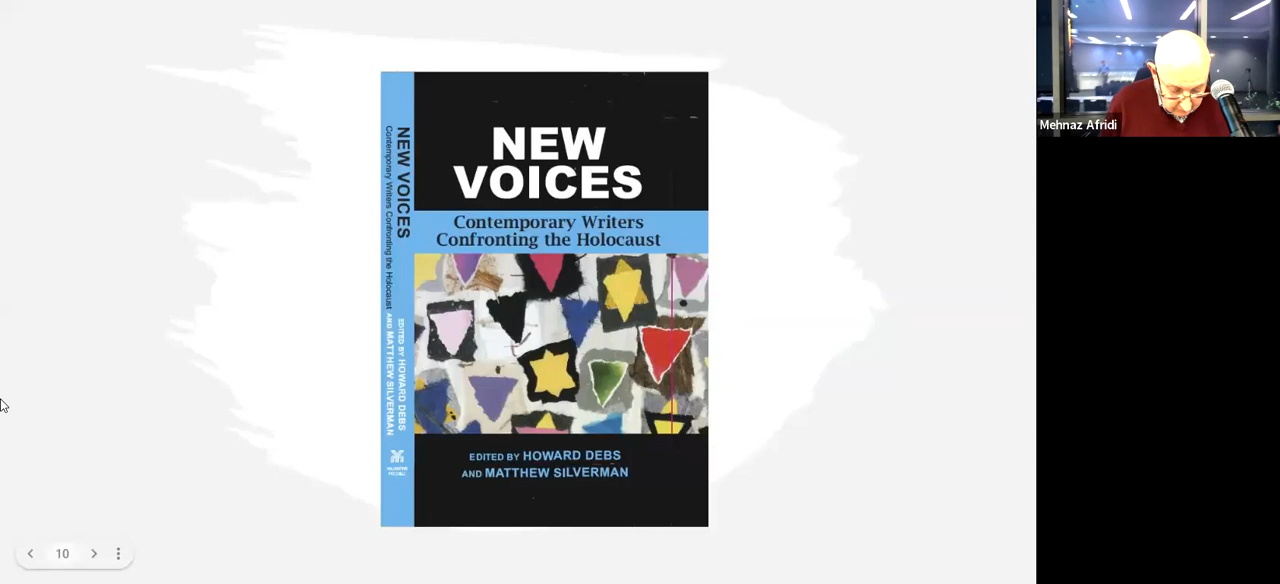 NEW VOICES
Contemporary Writers Confronting the Holocaust
EDITED BY HOWARD DEBS
AND MATTHEW SILVERMAN
NEW
VOICES
Contemporary Writers
Confronting the Holocaust
EDITED BY HOWARD DEBS
AND MATTHEW SILVERMAN
10
Mehnaz Afridi